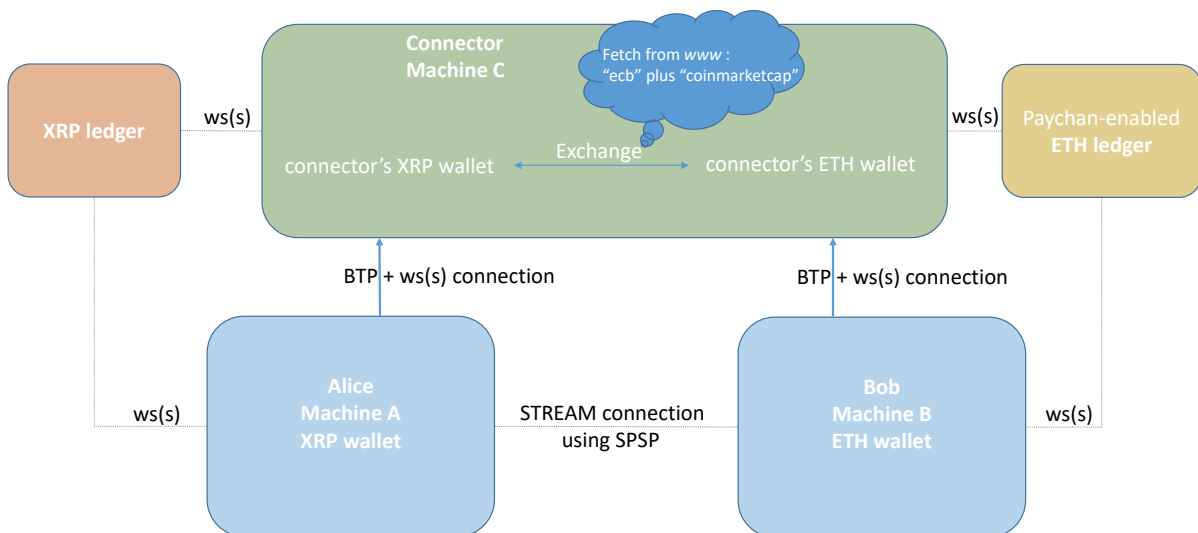 Connector
Machine C
Fetch from www :
“ecb” plus “coinmarketcap”
XRP ledger
ws(s)
ws(s)
Paychan-enabled
ETH ledger
Exchange
connector’s XRP wallet
connector’s ETH wallet
BTP + ws(s) connection
BTP + ws(s) connection
Alice
Machine A
XRP wallet
ws(s)
STREAM connection
using SPSP
Bob
Machine B
ETH wallet
ws(s)